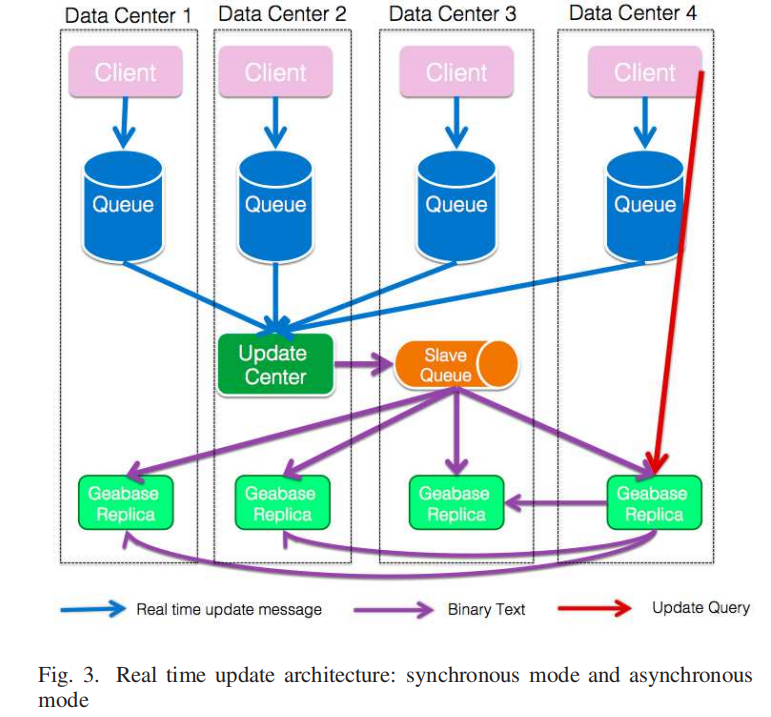 Data Center 1 Data Center 2 Data Center 3 Data Center 4
Client Client Client Client
Queue Queue Queue Queue
Update
Center
Slave
Queue
Geabase
Replica
Geabase
Replica
Geabase
Replica
Geabase
Replica
Real time update message Binary Text Update Query
Fig. 3. Real time update architecture: synchronous mode and asynchronous
mode